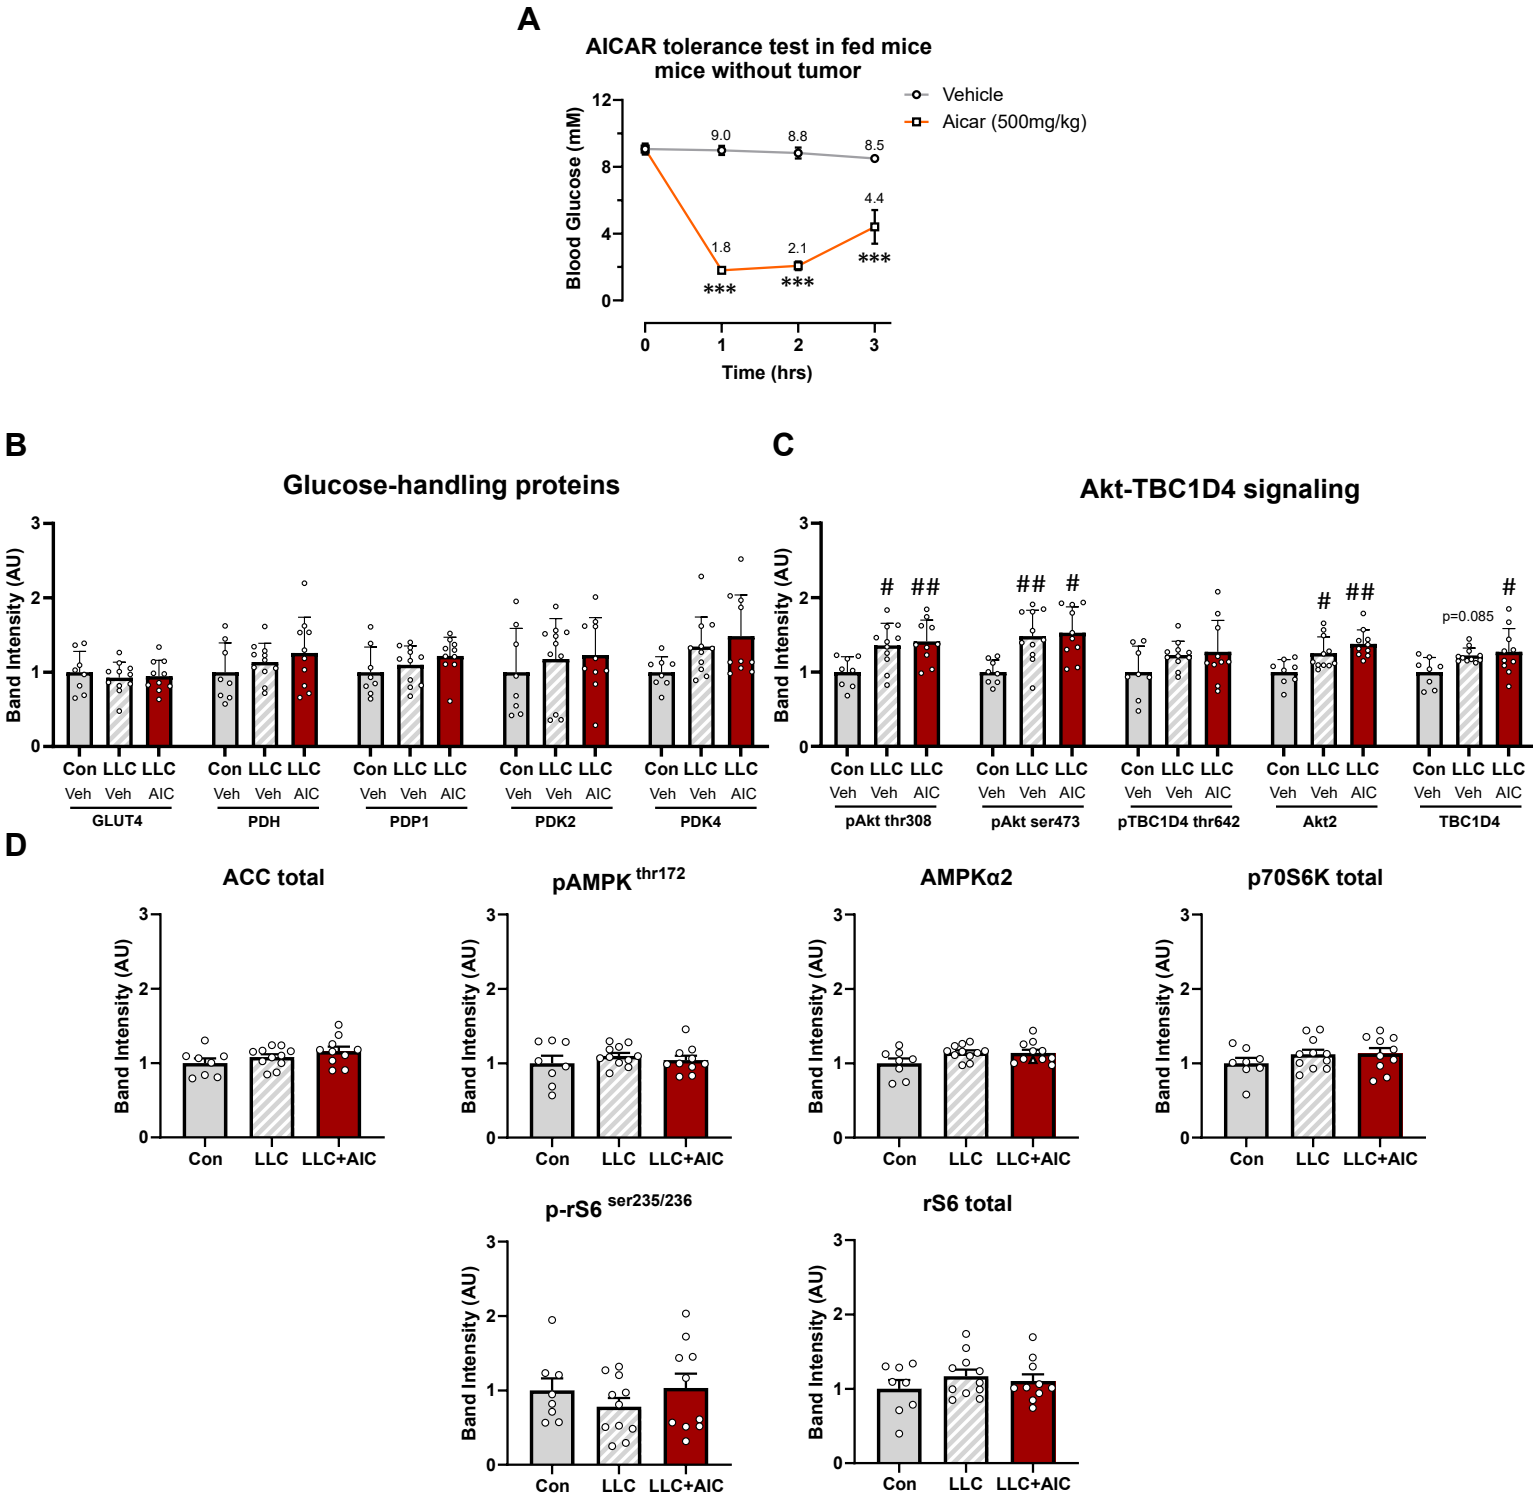 A
AICAR tolerance test in fed mice
mice without tumor
Vehicle
Aicar (500mg/kg)
Blood Glucose (mM)
12
8
4
0
9.0
8.8
8.5
4.4
1.8
2.1
***
***
***
0 1 2 3
Time (hrs)
B
Glucose-handling proteins
Band Intensity (AU)
3
2
1
0
Con LLC LLC Con LLC LLC Con LLC LLC Con LLC LLC Con LLC LLC
Veh Veh AIC Veh Veh AIC Veh Veh AIC Veh Veh AIC Veh Veh AIC
GLUT4 PDH PDP1 PDK2 PDK4
C
Akt-TBC1D4 signaling
Band Intensity (AU)
3
2
1
0
# ## ## # # ## p=0.085 #
Con LLC LLC Con LLC LLC Con LLC LLC Con LLC LLC Con LLC LLC
Veh Veh AIC Veh Veh AIC Veh Veh AIC Veh Veh AIC Veh Veh AIC
pAkt thr308 pAkt ser473 pTBC1D4 thr642 Akt2 TBC1D4
D
ACC total
Band Intensity (AU)
3
2
1
0
Con LLC LLC+AIC
pAMPK thr172
Band Intensity (AU)
3
2
1
0
Con LLC LLC+AIC
AMPKα2
Band Intensity (AU)
3
2
1
0
Con LLC LLC+AIC
p70S6K total
Band Intensity (AU)
3
2
1
0
Con LLC LLC+AIC
p-rS6 ser235/236
Band Intensity (AU)
3
2
1
0
Con LLC LLC+AIC
rS6 total
Band Intensity (AU)
3
2
1
0
Con LLC LLC+AIC